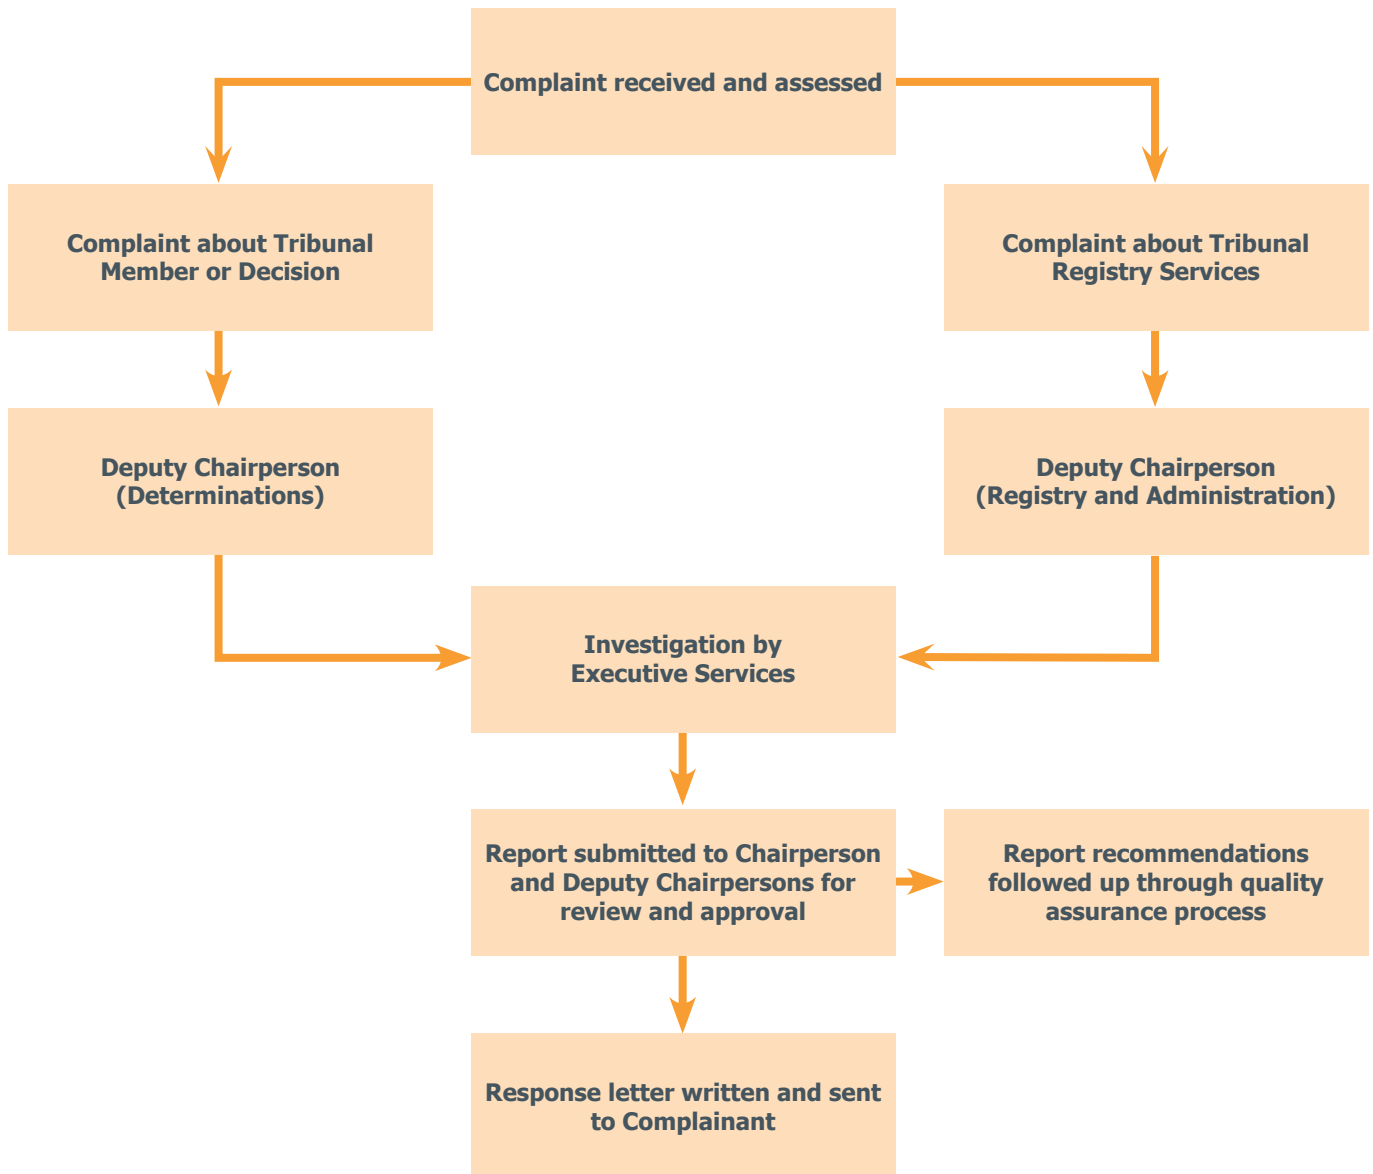 Complaint received and assessed
Complaint about Tribunal
Member or Decision
Complaint about Tribunal
Registry Services
Deputy Chairperson
(Determinations)
Deputy Chairperson
(Registry and Administration)
Investigation by
Executive Services
Report submitted to Chairperson
and Deputy Chairpersons for
review and approval
Report recommendations
followed up through quality
assurance process
Response letter written and sent
to Complainant